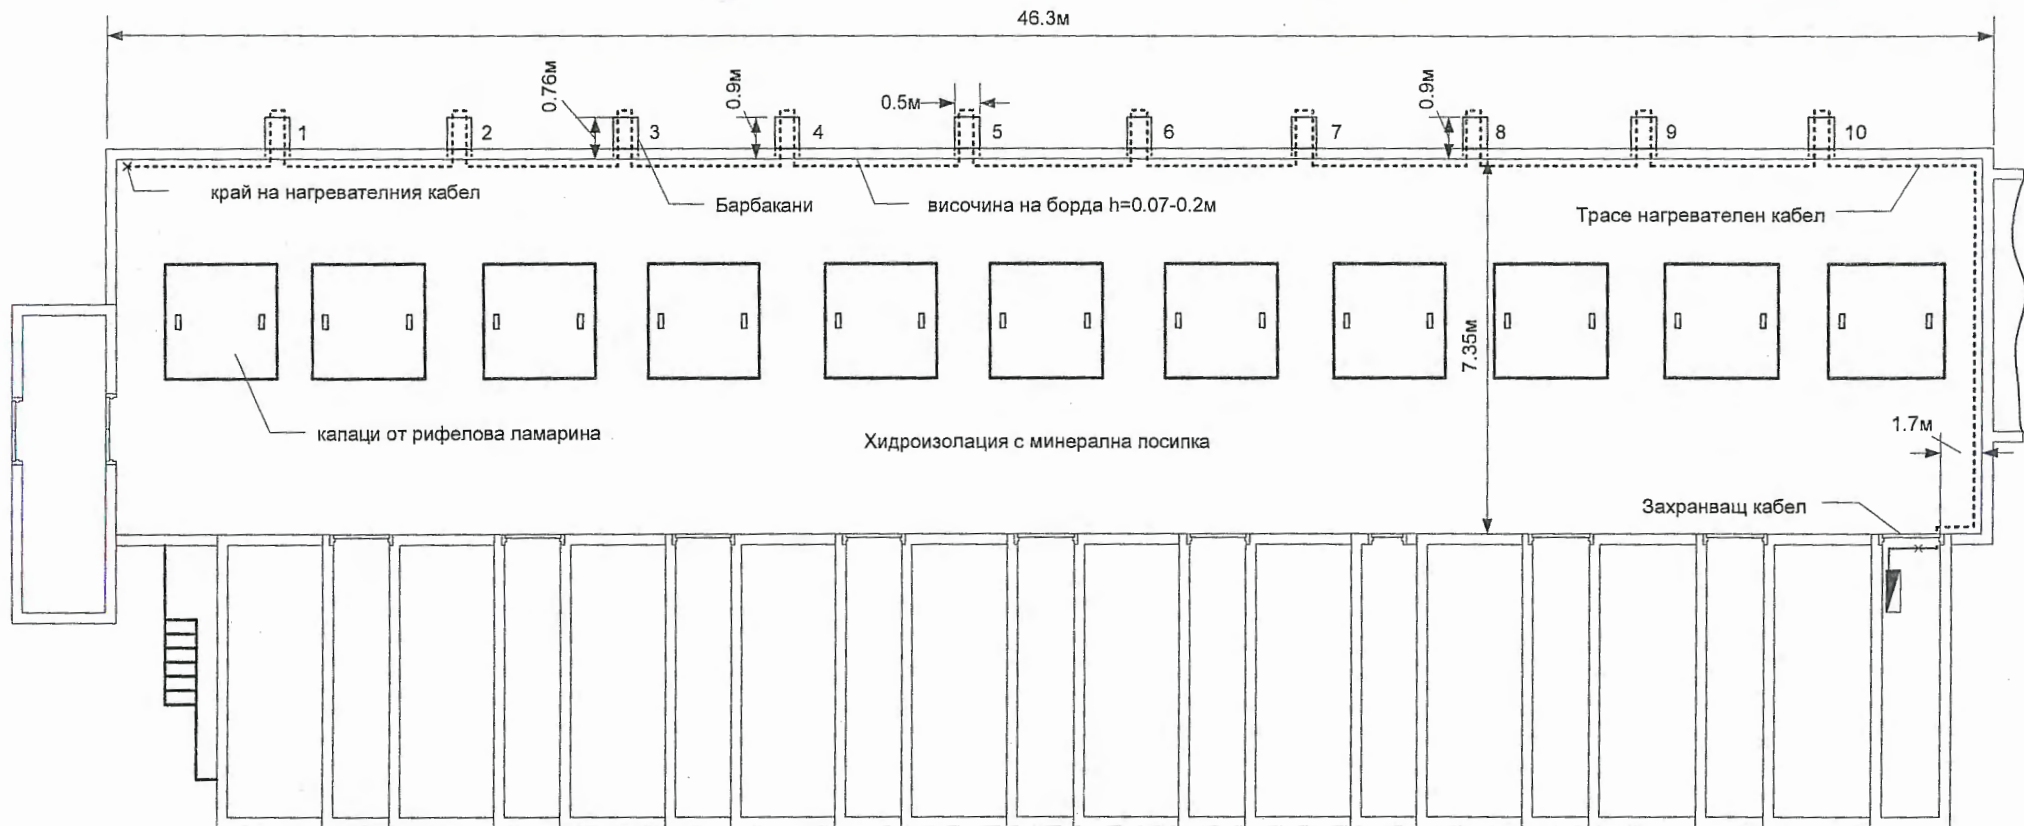 46.3м
0.76м
0.9м
0.5м
0.9м
1
2
3
4
5
6
7
8
9
10
край на нагревателния кабел
Барбакани
височина на борда h=0.07-0.2м
Трасе нагревателен кабел
7.35м
капаци от рифелова ламарина
Хидроизолация с минерална посипка
1.7м
Захранващ кабел